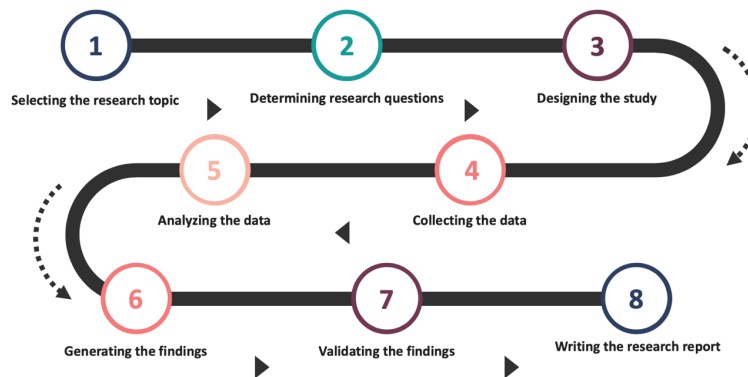 1
2
3
Selecting the research topic
Determining research questions
Designing the study
5
4
Analyzing the data
Collecting the data
6
7
8
Generating the findings
Validating the findings
Writing the research report